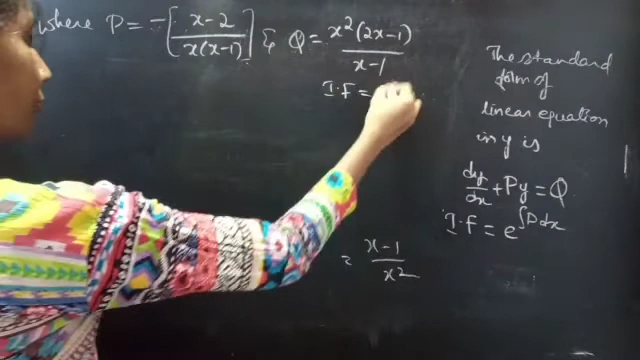 where P = -[x-2 / x(x-1)] & Q = x²(2x-1) / x-1
I.F =
= x-1 / x²
The standard
form of
linear equation
in y is
dy/dx + Py = Q
I.f = e^∫Pdx